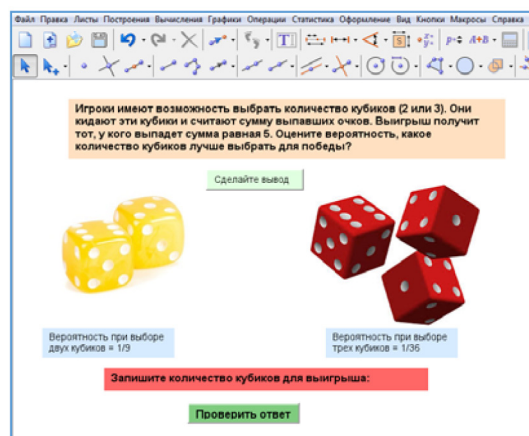 Файл Правка Листы Построения Вычисления Графики Операции Статистика Оформление Вид Кнопки Макросы Справка
Игроки имеют возможность выбрать количество кубиков (2 или 3). Они
кидают эти кубики и считают сумму выпавших очков. Выигрыш получит
тот, у кого выпадет сумма равная 5. Оцените вероятность, какое
количество кубиков лучше выбрать для победы?
Сделайте вывод
Вероятность при выборе
двух кубиков = 1/9
Вероятность при выборе
трех кубиков = 1/36
Запишите количество кубиков для выигрыша:
Проверить ответ